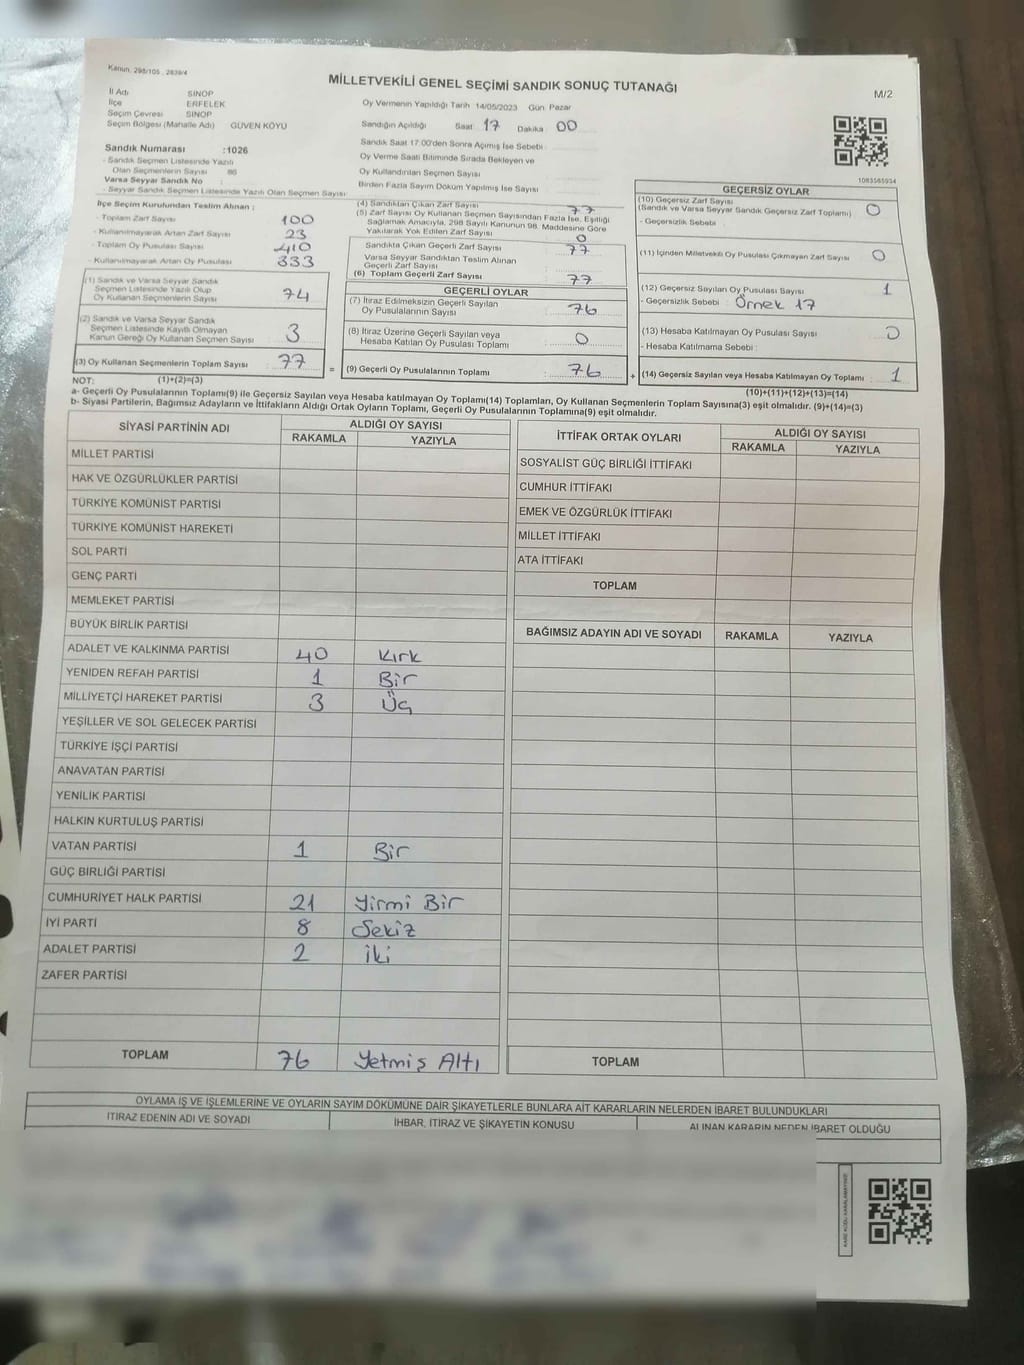 Kanun. 298/105 , 2839/4
MİLLETVEKİLİ GENEL SEÇİMİ SANDIK SONUÇ TUTANAĞI
M/2
İl Adı SİNOP
İlçe ERFELEK
Seçim Çevresi SİNOP
Seçim Bölgesi (Mahalle Adı) GÜVEN KÖYÜ
Sandık Numarası :1026
- Sandık Seçmen Listesinde Yazılı
Olan Seçmenlerin Sayısı 86
Varsa Seyyar Sandık No :
- Seyyar Sandık Seçmen Listesinde Yazılı Olan Seçmen Sayısı:
Oy Vermenin Yapıldığı Tarih 14/05/2023 Gün Pazar
Sandığın Açıldığı Saat 17 Dakika 00
Sandık Saat 17:00'den Sonra Açılmış İse Sebebi
Oy Verme Saati Bitiminde Sırada Bekleyen ve
Oy Kullandırılan Seçmen Sayısı
Birden Fazla Sayım Döküm Yapılmış İse Sayısı
1083565934
İlçe Seçim Kurulundan Teslim Alınan :
- Toplam Zarf Sayısı 100
- Kullanılmayarak Artan Zarf Sayısı 23
- Toplam Oy Pusulası Sayısı 410
- Kullanılmayarak Artan Oy Pusulası 333
(1) Sandık ve Varsa Seyyar Sandık
Seçmen Listesinde Yazılı Olup
Oy Kullanan Seçmenlerin Sayısı 74
(2) Sandık ve Varsa Seyyar Sandık
Seçmen Listesinde Kayıtlı Olmayan
Kanun Gereği Oy Kullanan Seçmen Sayısı 3
(3) Oy Kullanan Seçmenlerin Toplam Sayısı 77
(4) Sandıktan Çıkan Zarf Sayısı 77
(5) Zarf Sayısı Oy Kullanan Seçmen Sayısından Fazla İse, Eşitliği
Sağlamak Amacıyla, 298 Sayılı Kanunun 98. Maddesine Göre
Yakılarak Yok Edilen Zarf Sayısı 0
Sandıkta Çıkan Geçerli Zarf Sayısı 77
Varsa Seyyar Sandıktan Teslim Alınan
Geçerli Zarf Sayısı
(6) Toplam Geçerli Zarf Sayısı 77
GEÇERLİ OYLAR
(7) İtiraz Edilmeksizin Geçerli Sayılan
Oy Pusulalarının Sayısı 76
(8) İtiraz Üzerine Geçerli Sayılan veya
Hesaba Katılan Oy Pusulası Toplamı 0
= (9) Geçerli Oy Pusulalarının Toplamı 76
GEÇERSİZ OYLAR
(10) Geçersiz Zarf Sayısı
(Sandık ve Varsa Seyyar Sandık Geçersiz Zarf Toplamı) 0
- Geçersizlik Sebebi :
(11) İçinden Milletvekili Oy Pusulası Çıkmayan Zarf Sayısı 0
(12) Geçersiz Sayılan Oy Pusulası Sayısı 1
- Geçersizlik Sebebi : Örnek 17
(13) Hesaba Katılmayan Oy Pusulası Sayısı 0
- Hesaba Katılmama Sebebi :
+ (14) Geçersiz Sayılan veya Hesaba Katılmayan Oy Toplamı : 1
NOT: (1)+(2)=(3) (10)+(11)+(12)+(13)=(14)
a- Geçerli Oy Pusulalarının Toplamı(9) ile Geçersiz Sayılan veya Hesaba katılmayan Oy Toplamı(14) Toplamları, Oy Kullanan Seçmenlerin Toplam Sayısına(3) eşit olmalıdır. (9)+(14)=(3)
b- Siyasi Partilerin, Bağımsız Adayların ve İttifakların Aldığı Ortak Oyların Toplamı, Geçerli Oy Pusulalarının Toplamına(9) eşit olmalıdır.
SİYASİ PARTİNİN ADI ALDIĞI OY SAYISI
RAKAMLA YAZIYLA
MİLLET PARTİSİ
HAK VE ÖZGÜRLÜKLER PARTİSİ
TÜRKİYE KOMÜNİST PARTİSİ
TÜRKİYE KOMÜNİST HAREKETİ
SOL PARTİ
GENÇ PARTİ
MEMLEKET PARTİSİ
BÜYÜK BİRLİK PARTİSİ
ADALET VE KALKINMA PARTİSİ 40 Kırk
YENİDEN REFAH PARTİSİ 1 Bir
MİLLİYETÇİ HAREKET PARTİSİ 3 Üç
YEŞİLLER VE SOL GELECEK PARTİSİ
TÜRKİYE İŞÇİ PARTİSİ
ANAVATAN PARTİSİ
YENİLİK PARTİSİ
HALKIN KURTULUŞ PARTİSİ
VATAN PARTİSİ 1 Bir
GÜÇ BİRLİĞİ PARTİSİ
CUMHURİYET HALK PARTİSİ 21 Yirmi Bir
İYİ PARTİ 8 Sekiz
ADALET PARTİSİ 2 İki
ZAFER PARTİSİ
TOPLAM 76 Yetmiş Altı
İTTİFAK ORTAK OYLARI ALDIĞI OY SAYISI
RAKAMLA YAZIYLA
SOSYALİST GÜÇ BİRLİĞİ İTTİFAKI
CUMHUR İTTİFAKI
EMEK VE ÖZGÜRLÜK İTTİFAKI
MİLLET İTTİFAKI
ATA İTTİFAKI
TOPLAM
BAĞIMSIZ ADAYIN ADI VE SOYADI RAKAMLA YAZIYLA
TOPLAM
OYLAMA İŞ VE İŞLEMLERİNE VE OYLARIN SAYIM DÖKÜMÜNE DAİR ŞİKAYETLERLE BUNLARA AİT KARARLARIN NELERDEN İBARET BULUNDUKLARI
İTİRAZ EDENİN ADI VE SOYADI İHBAR, İTİRAZ VE ŞİKAYETİN KONUSU ALINAN KARARIN NEDEN İBARET OLDUĞU
KARE KODU KARALAMAYINIZ!